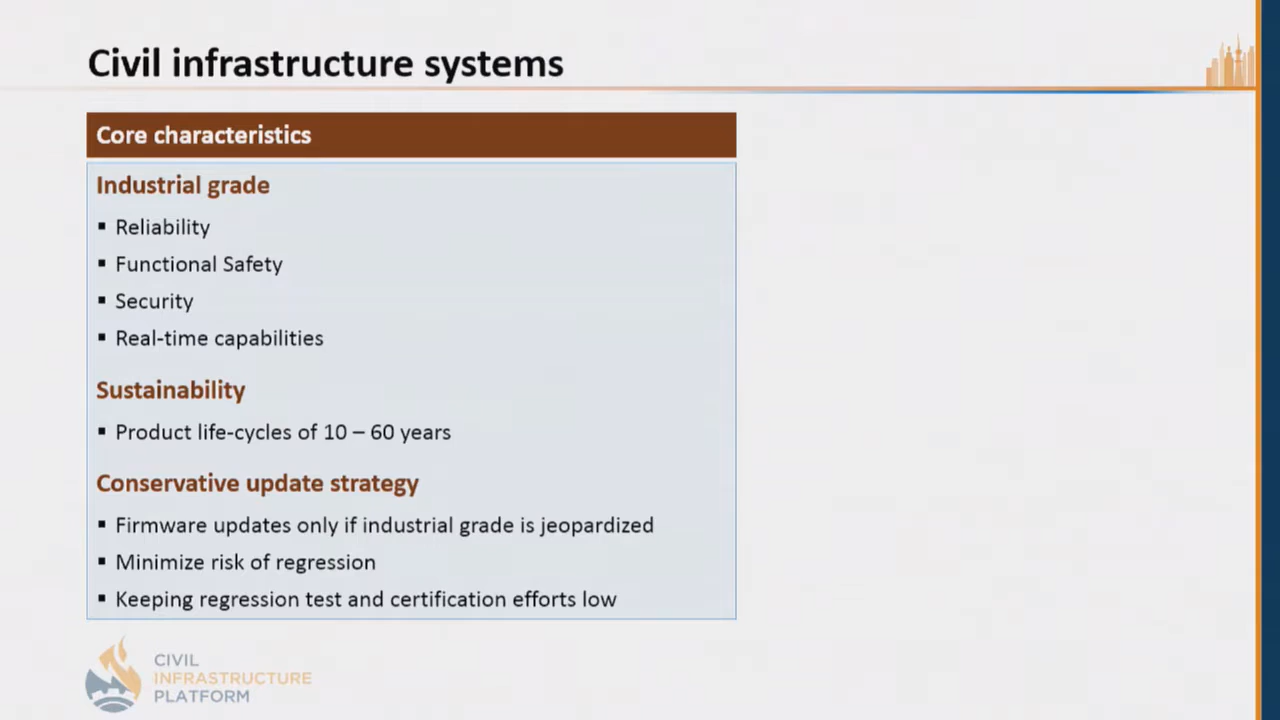 Civil infrastructure systems
Core characteristics
Industrial grade
▪ Reliability
▪ Functional Safety
▪ Security
▪ Real-time capabilities
Sustainability
▪ Product life-cycles of 10 – 60 years
Conservative update strategy
▪ Firmware updates only if industrial grade is jeopardized
▪ Minimize risk of regression
▪ Keeping regression test and certification efforts low
CIVIL
INFRASTRUCTURE
PLATFORM